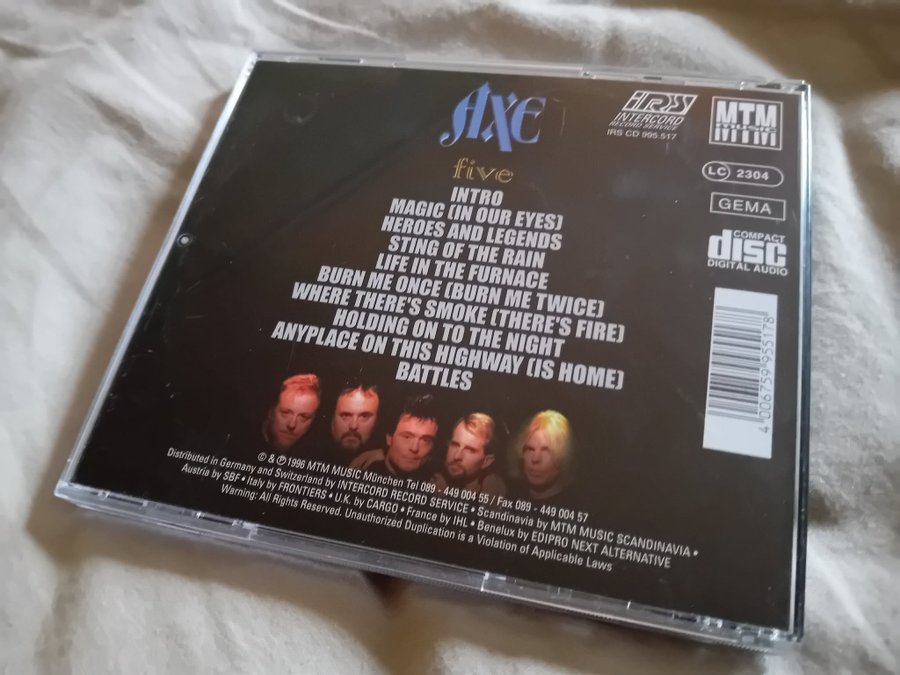 AXE
five
INTRO
MAGIC (IN OUR EYES)
HEROES AND LEGENDS
STING OF THE RAIN
LIFE IN THE FURNACE
BURN ME ONCE (BURN ME TWICE)
WHERE THERE'S SMOKE (THERE'S FIRE)
HOLDING ON TO THE NIGHT
ANYPLACE ON THIS HIGHWAY (IS HOME)
BATTLES
IRS
INTERCORD
RECORD SERVICE
IRS CD 995.517
MTM
MUSIC
LC 2304
GEMA
COMPACT
disc
DIGITAL AUDIO
4 006759 955178
© & ℗ 1996 MTM MUSIC München Tel 089 - 449 004 55 / Fax 089 - 449 004 57
Distributed in Germany and Switzerland by INTERCORD RECORD SERVICE • Scandinavia by MTM MUSIC SCANDINAVIA •
Austria by SBF • Italy by FRONTIERS • U.K. by CARGO • France by IHL • Benelux by EDIPRO NEXT ALTERNATIVE
Warning: All Rights Reserved. Unauthorized Duplication is a Violation of Applicable Laws